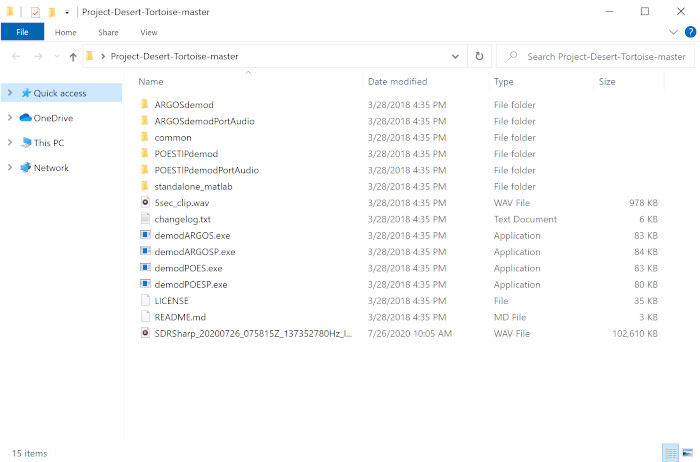 Project-Desert-Tortoise-master
File Home Share View
Project-Desert-Tortoise-master Search Project-Desert-Tortoise-master
Name Date modified Type Size
Quick access
OneDrive
This PC
Network
ARGOSdemod 3/28/2018 4:35 PM File folder
ARGOSdemodPortAudio 3/28/2018 4:35 PM File folder
common 3/28/2018 4:35 PM File folder
POESTIPdemod 3/28/2018 4:35 PM File folder
POESTIPdemodPortAudio 3/28/2018 4:35 PM File folder
standalone_matlab 3/28/2018 4:35 PM File folder
5sec_clip.wav 3/28/2018 4:35 PM WAV File 978 KB
changelog.txt 3/28/2018 4:35 PM Text Document 6 KB
demodARGOS.exe 3/28/2018 4:35 PM Application 83 KB
demodARGOSP.exe 3/28/2018 4:35 PM Application 84 KB
demodPOES.exe 3/28/2018 4:35 PM Application 83 KB
demodPOESP.exe 3/28/2018 4:35 PM Application 80 KB
LICENSE 3/28/2018 4:35 PM File 35 KB
README.md 3/28/2018 4:35 PM MD File 3 KB
SDRSharp_20200726_075815Z_137352780Hz_I... 7/26/2020 10:05 AM WAV File 102,610 KB
15 items